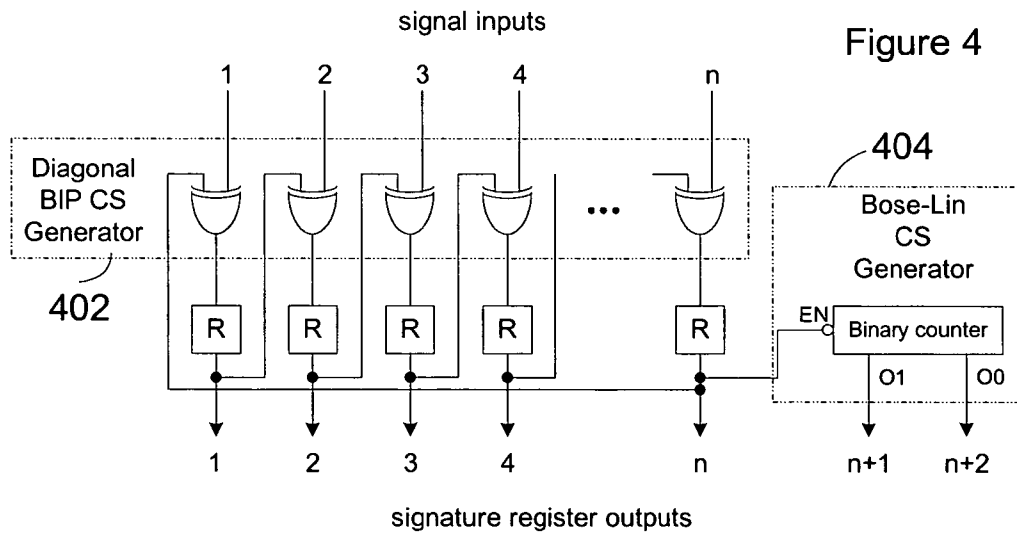 signal inputs
Figure 4
1 2 3 4 n
Diagonal
BIP CS
Generator
402
...
404
Bose-Lin
CS
Generator
R R R R R
EN
Binary counter
O1 O0
1 2 3 4 n n+1 n+2
signature register outputs